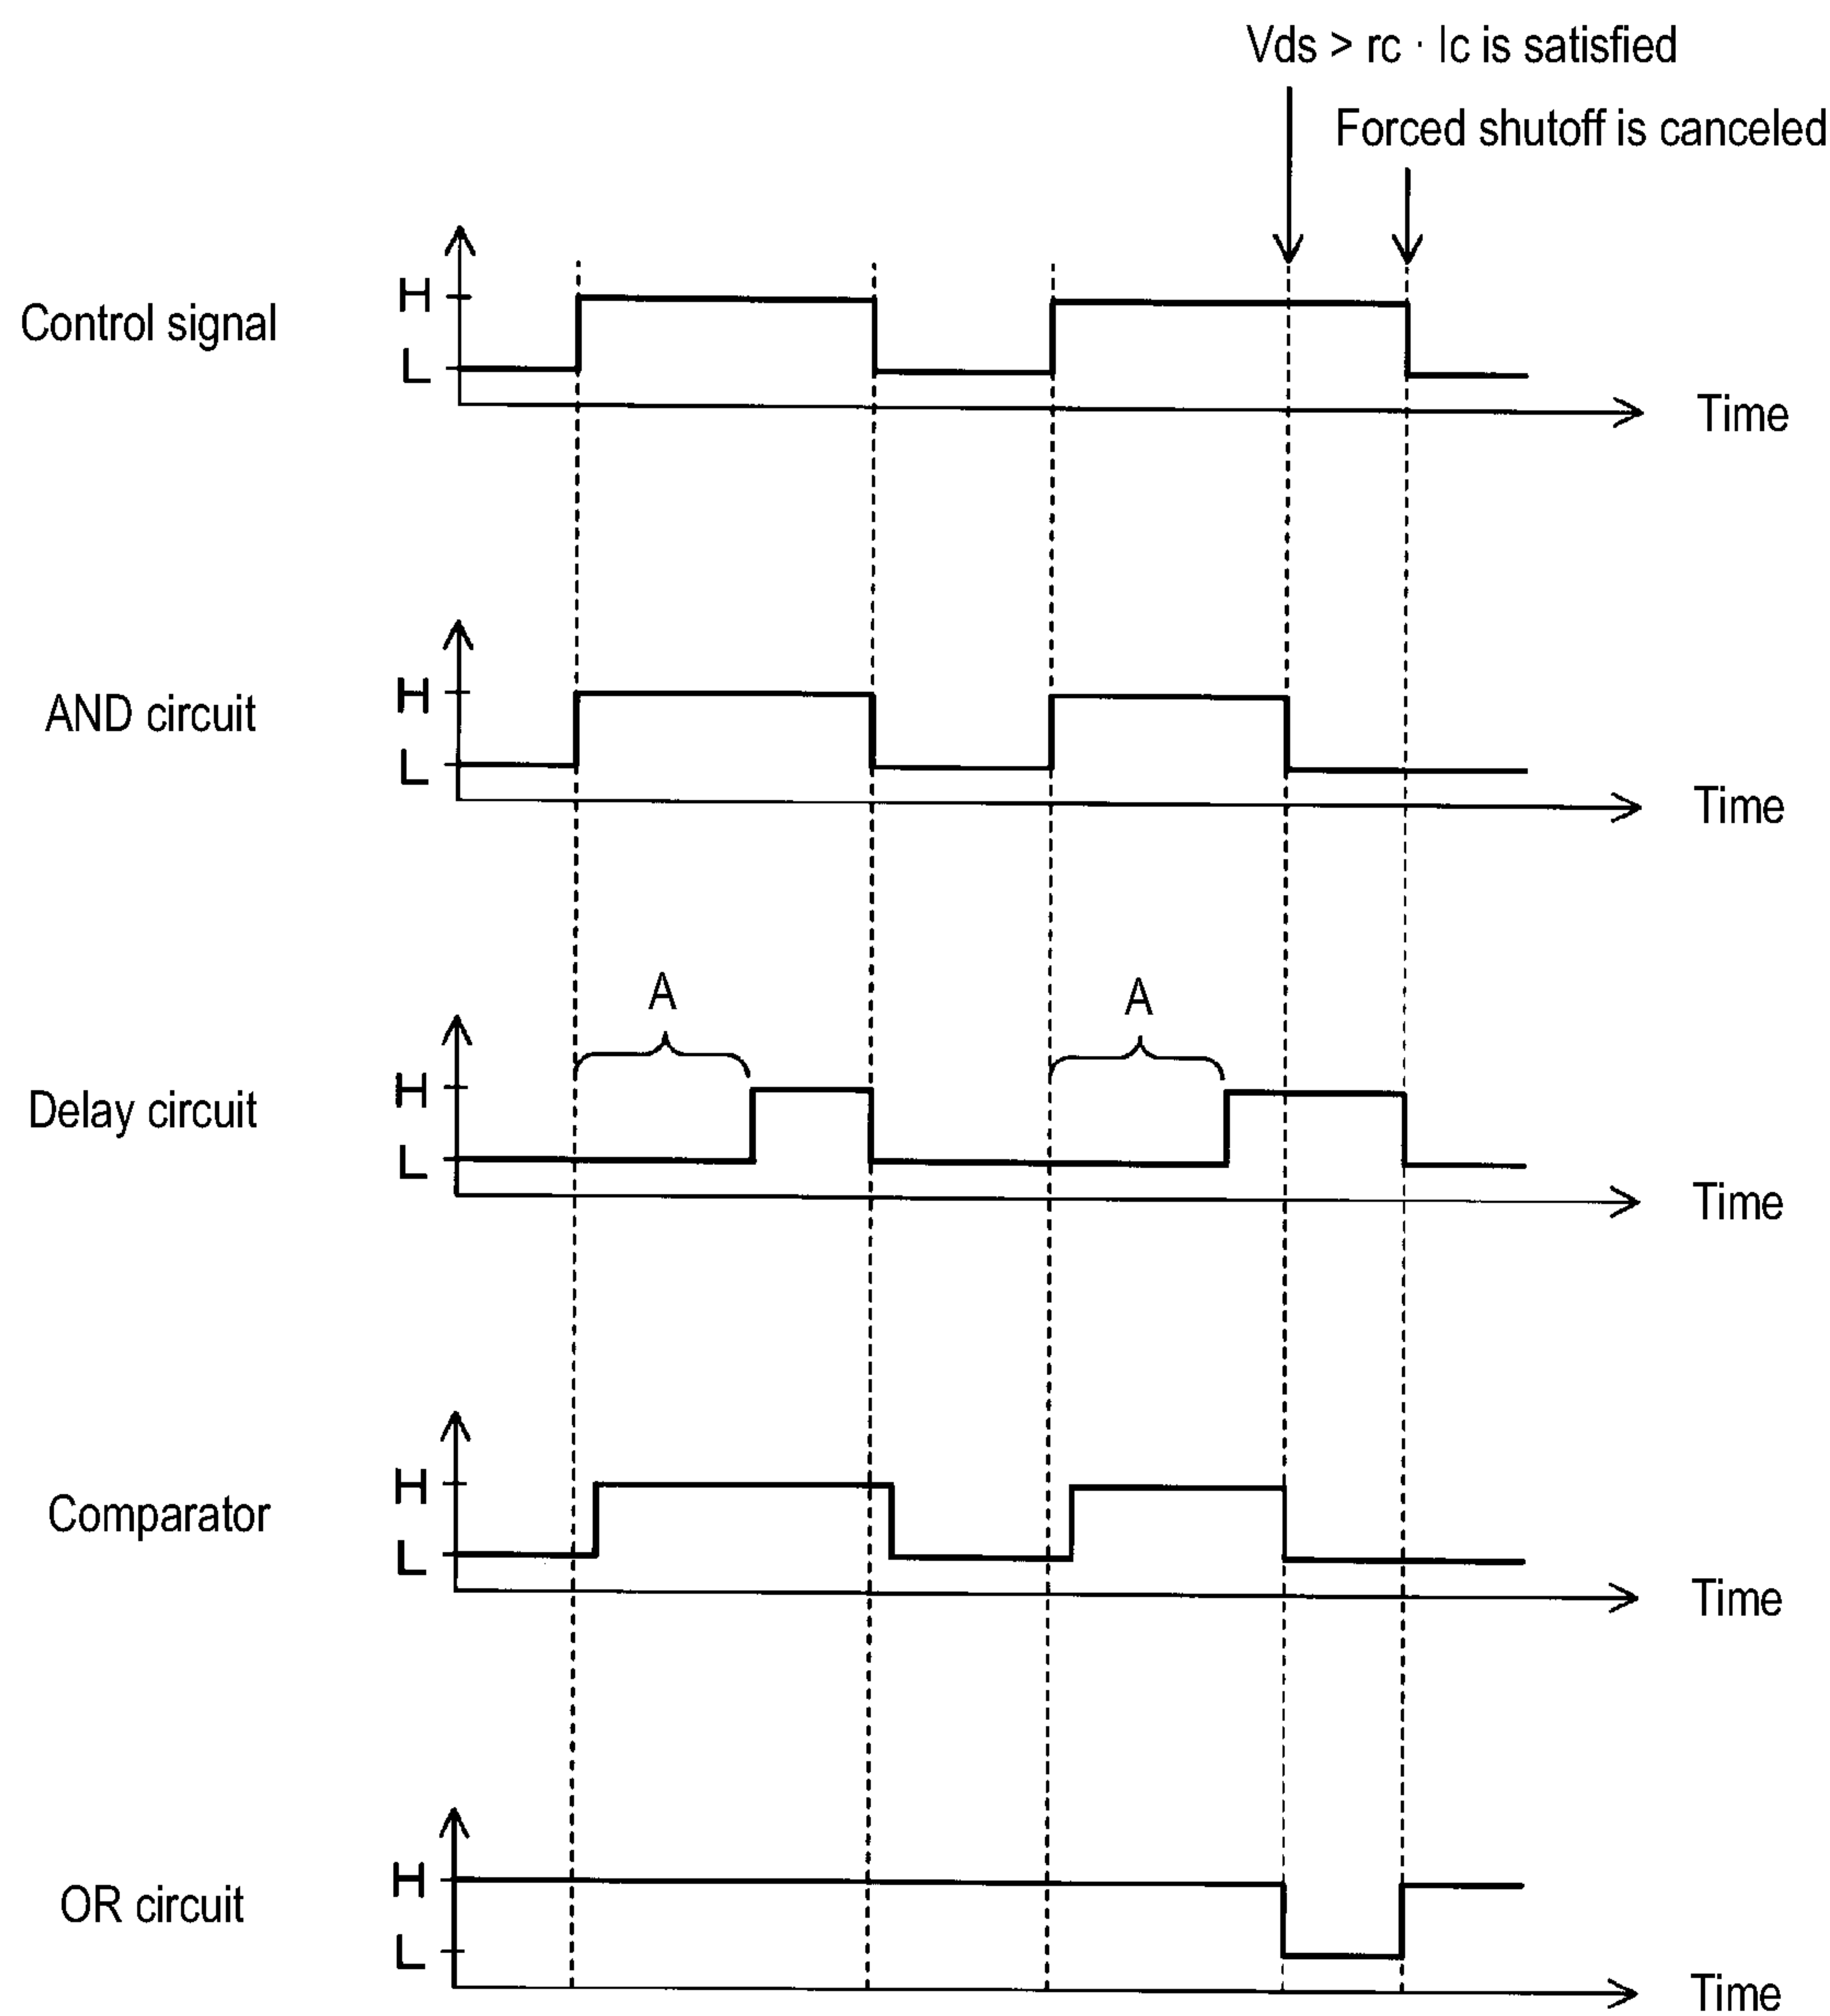 Vds > rc · Ic is satisfied
Forced shutoff is canceled
Control signal
H
L
Time
AND circuit
H
L
Time
Delay circuit
A
A
H
L
Time
Comparator
H
L
Time
OR circuit
H
L
Time